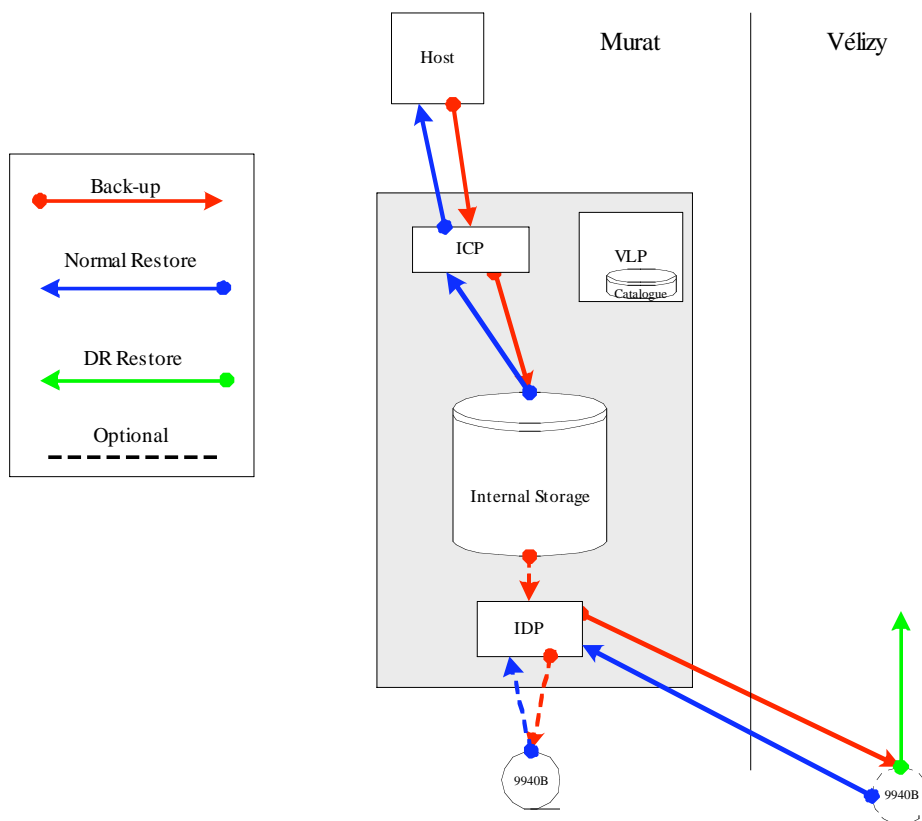 Murat
Vélizy
Host
Back-up
Normal Restore
DR Restore
Optional
ICP
VLP
Catalogue
Internal Storage
IDP
9940B
9940B